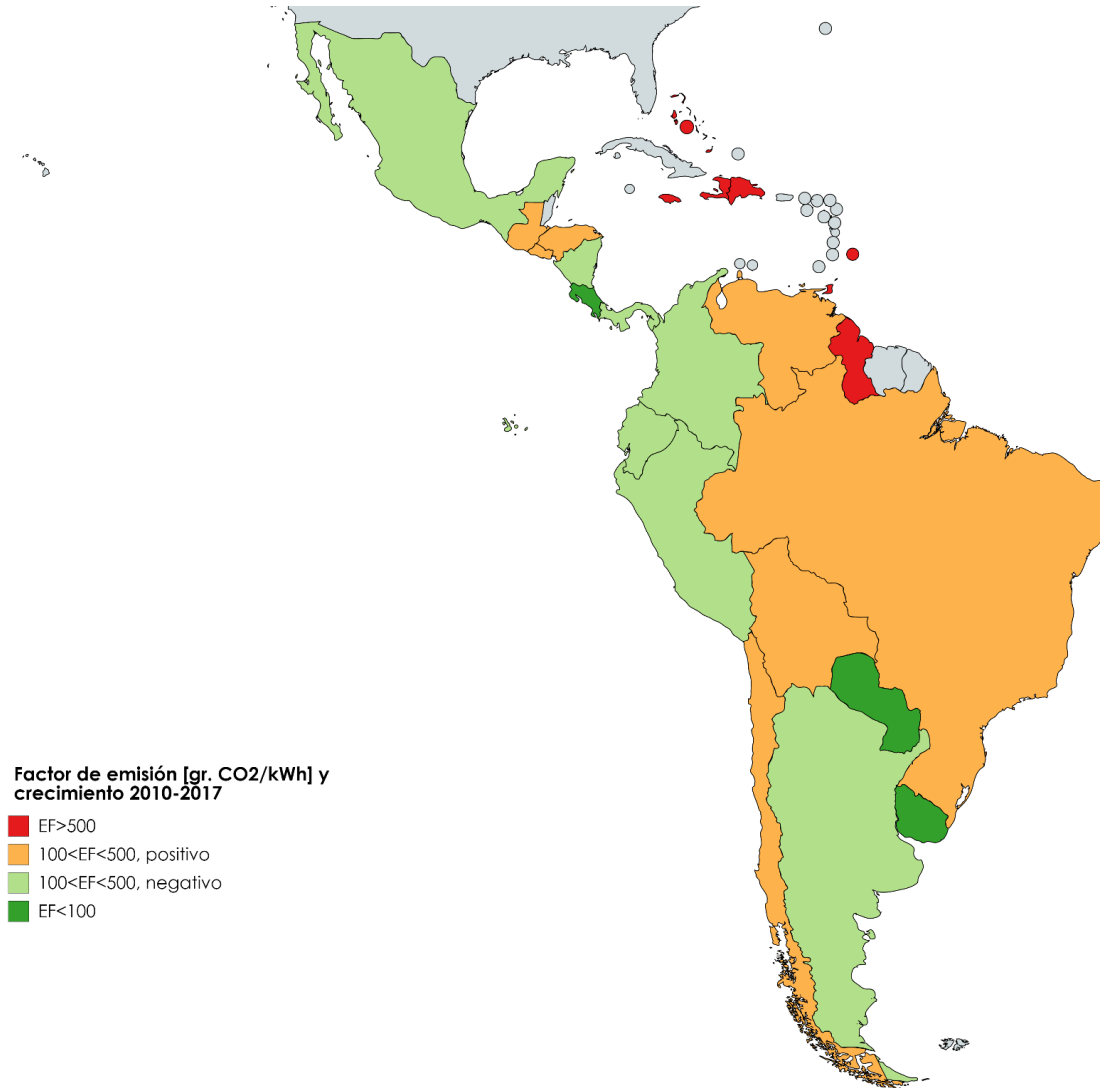 Factor de emisión [gr. CO2/kWh] y
crecimiento 2010-2017
EF>500
100<EF<500, positivo
100<EF<500, negativo
EF<100